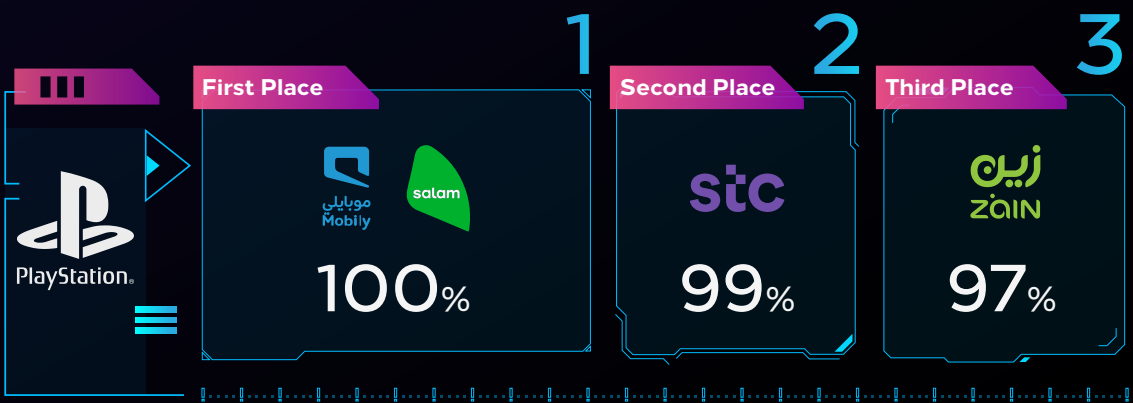 1
2
3
First Place
Second Place
Third Place
PlayStation®
موبايلي
Mobily
salam
stc
زين
ZAIN
100%
99%
97%